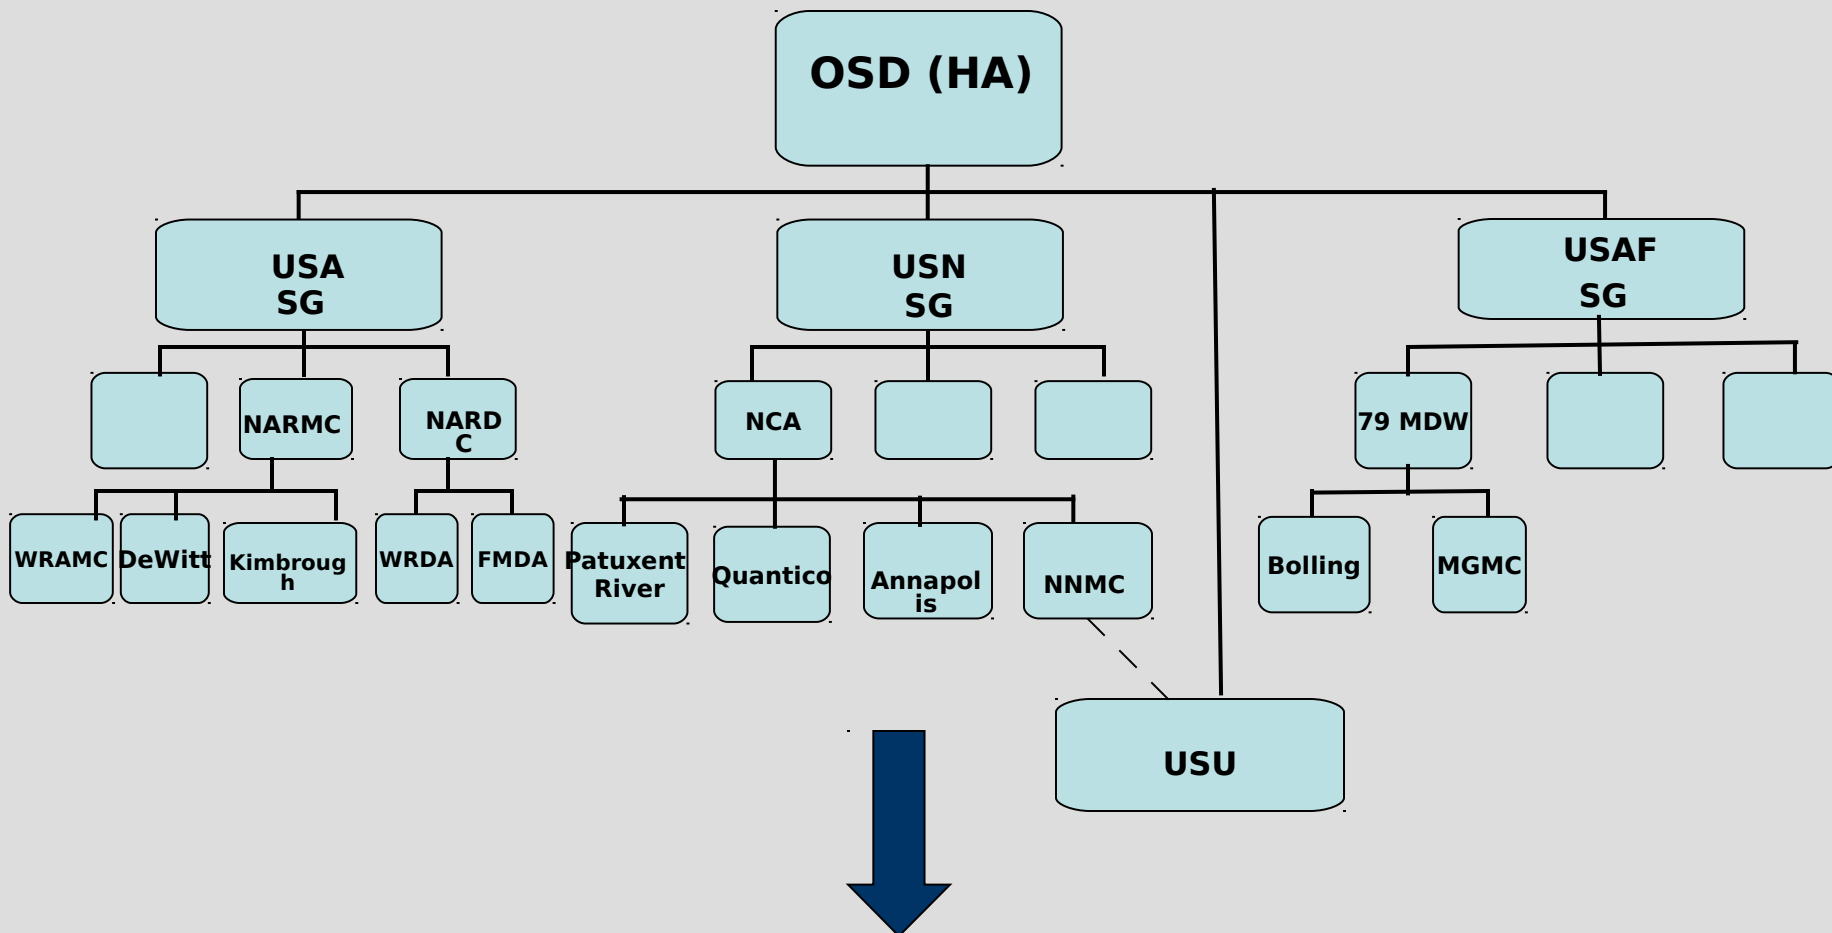 OSD (HA)
USA
SG
USN
SG
USAF
SG
NARMC
NARD
C
NCA
79 MDW
WRAMC
DeWitt
Kimbroug
h
WRDA
FMDA
Patuxent
River
Quantico
Annapol
is
NNMC
Bolling
MGMC
USU